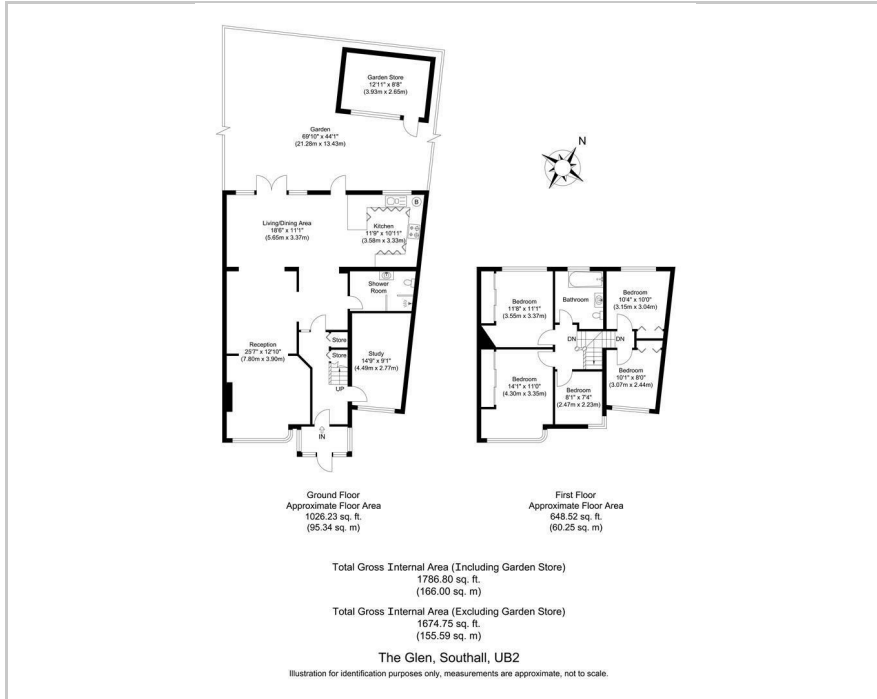 Garden Store
12'11" x 8'8"
(3.93m x 2.65m)
Garden
69'10" x 44'1"
(21.28m x 13.43m)
N
Living/Dining Area
18'6" x 11'1"
(5.65m x 3.37m)
Kitchen
11'9" x 10'11"
(3.58m x 3.33m)
B
Shower
Room
Reception
25'7" x 12'10"
(7.80m x 3.90m)
Store
Store
Study
14'9" x 9'1"
(4.49m x 2.77m)
UP
IN
Bedroom
11'8" x 11'1"
(3.55m x 3.37m)
Bathroom
Bedroom
10'4" x 10'0"
(3.15m x 3.04m)
DN
DN
Bedroom
14'1" x 11'0"
(4.30m x 3.35m)
Bedroom
8'1" x 7'4"
(2.47m x 2.23m)
Bedroom
10'1" x 8'0"
(3.07m x 2.44m)
Ground Floor
Approximate Floor Area
1026.23 sq. ft.
(95.34 sq. m)
First Floor
Approximate Floor Area
648.52 sq. ft.
(60.25 sq. m)
Total Gross Internal Area (Including Garden Store)
1786.80 sq. ft.
(166.00 sq. m)
Total Gross Internal Area (Excluding Garden Store)
1674.75 sq. ft.
(155.59 sq. m)
The Glen, Southall, UB2
Illustration for identification purposes only, measurements are approximate, not to scale.